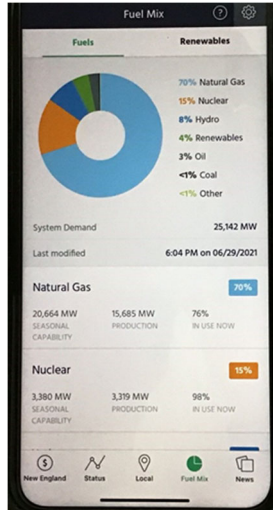 Fuel Mix ?
Fuels Renewables
70% Natural Gas
15% Nuclear
8% Hydro
4% Renewables
3% Oil
<1% Coal
<1% Other
System Demand 25,142 MW
Last modified 6:04 PM on 06/29/2021
Natural Gas 70%
20,664 MW 15,685 MW 76%
SEASONAL PRODUCTION IN USE NOW
CAPABILITY
Nuclear 15%
3,380 MW 3,319 MW 98%
SEASONAL PRODUCTION IN USE NOW
CAPABILITY
$
New England Status Local Fuel Mix News